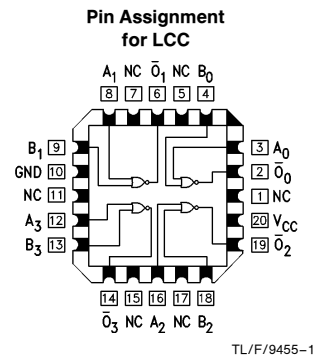 Pin Assignment
for LCC
A₁ NC Ō₁ NC B₀
8 7 6 5 4
B₁ 9
GND 10
NC 11
A₃ 12
B₃ 13
3 A₀
2 Ō₀
1 NC
20 V_CC
19 Ō₂
14 15 16 17 18
Ō₃ NC A₂ NC B₂
TL/F/9455–1